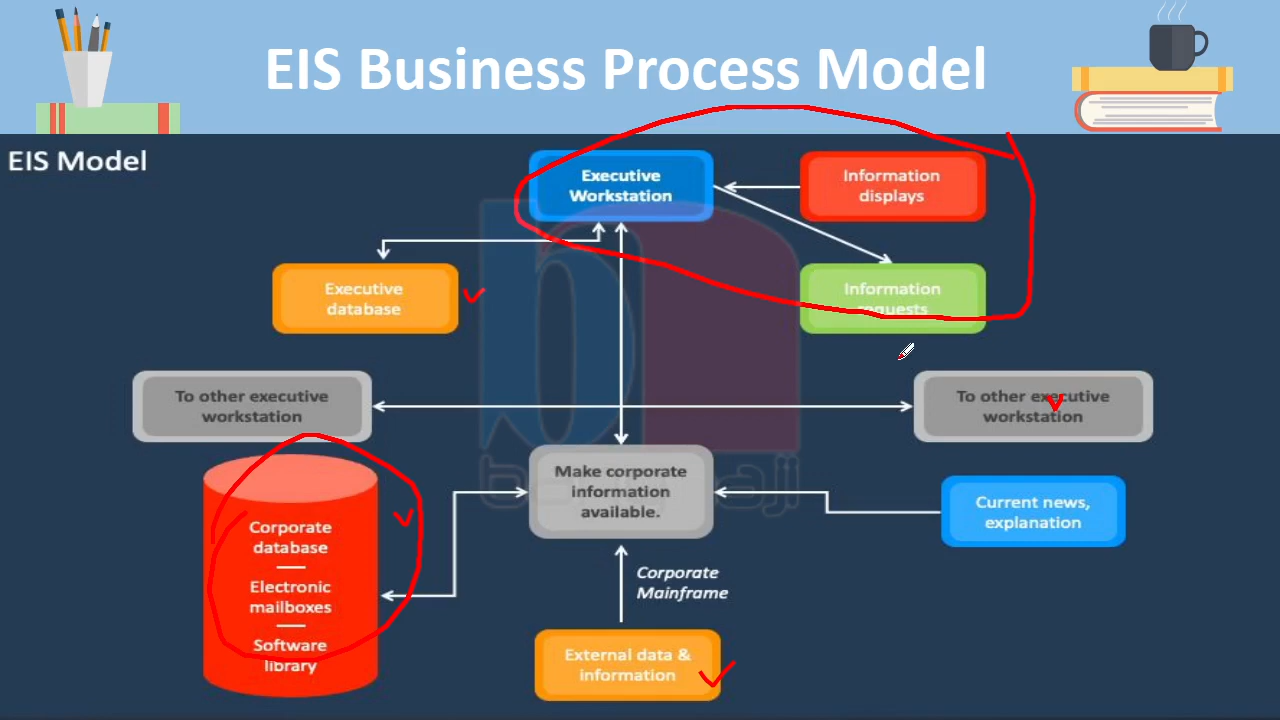 EIS Business Process Model
EIS Model
Executive
Workstation
Information
displays
Executive
database
Information
requests
To other executive
workstation
To other executive
workstation
Make corporate
information
available.
Current news,
explanation
Corporate
database
Electronic
mailboxes
Software
library
Corporate
Mainframe
External data &
information